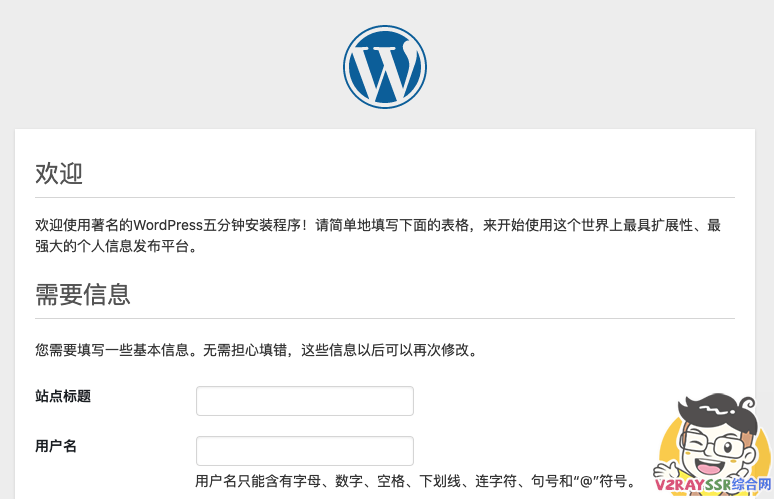 欢迎
欢迎使用著名的WordPress五分钟安装程序！请简单地填写下面的表格，来开始使用这个世界上最具扩展性、最
强大的个人信息发布平台。
需要信息
您需要填写一些基本信息。无需担心填错，这些信息以后可以再次修改。
站点标题
用户名
用户名只能含有字母、数字、空格、下划线、连字符、句号和“@”符号。
V2RAYSSR综合网